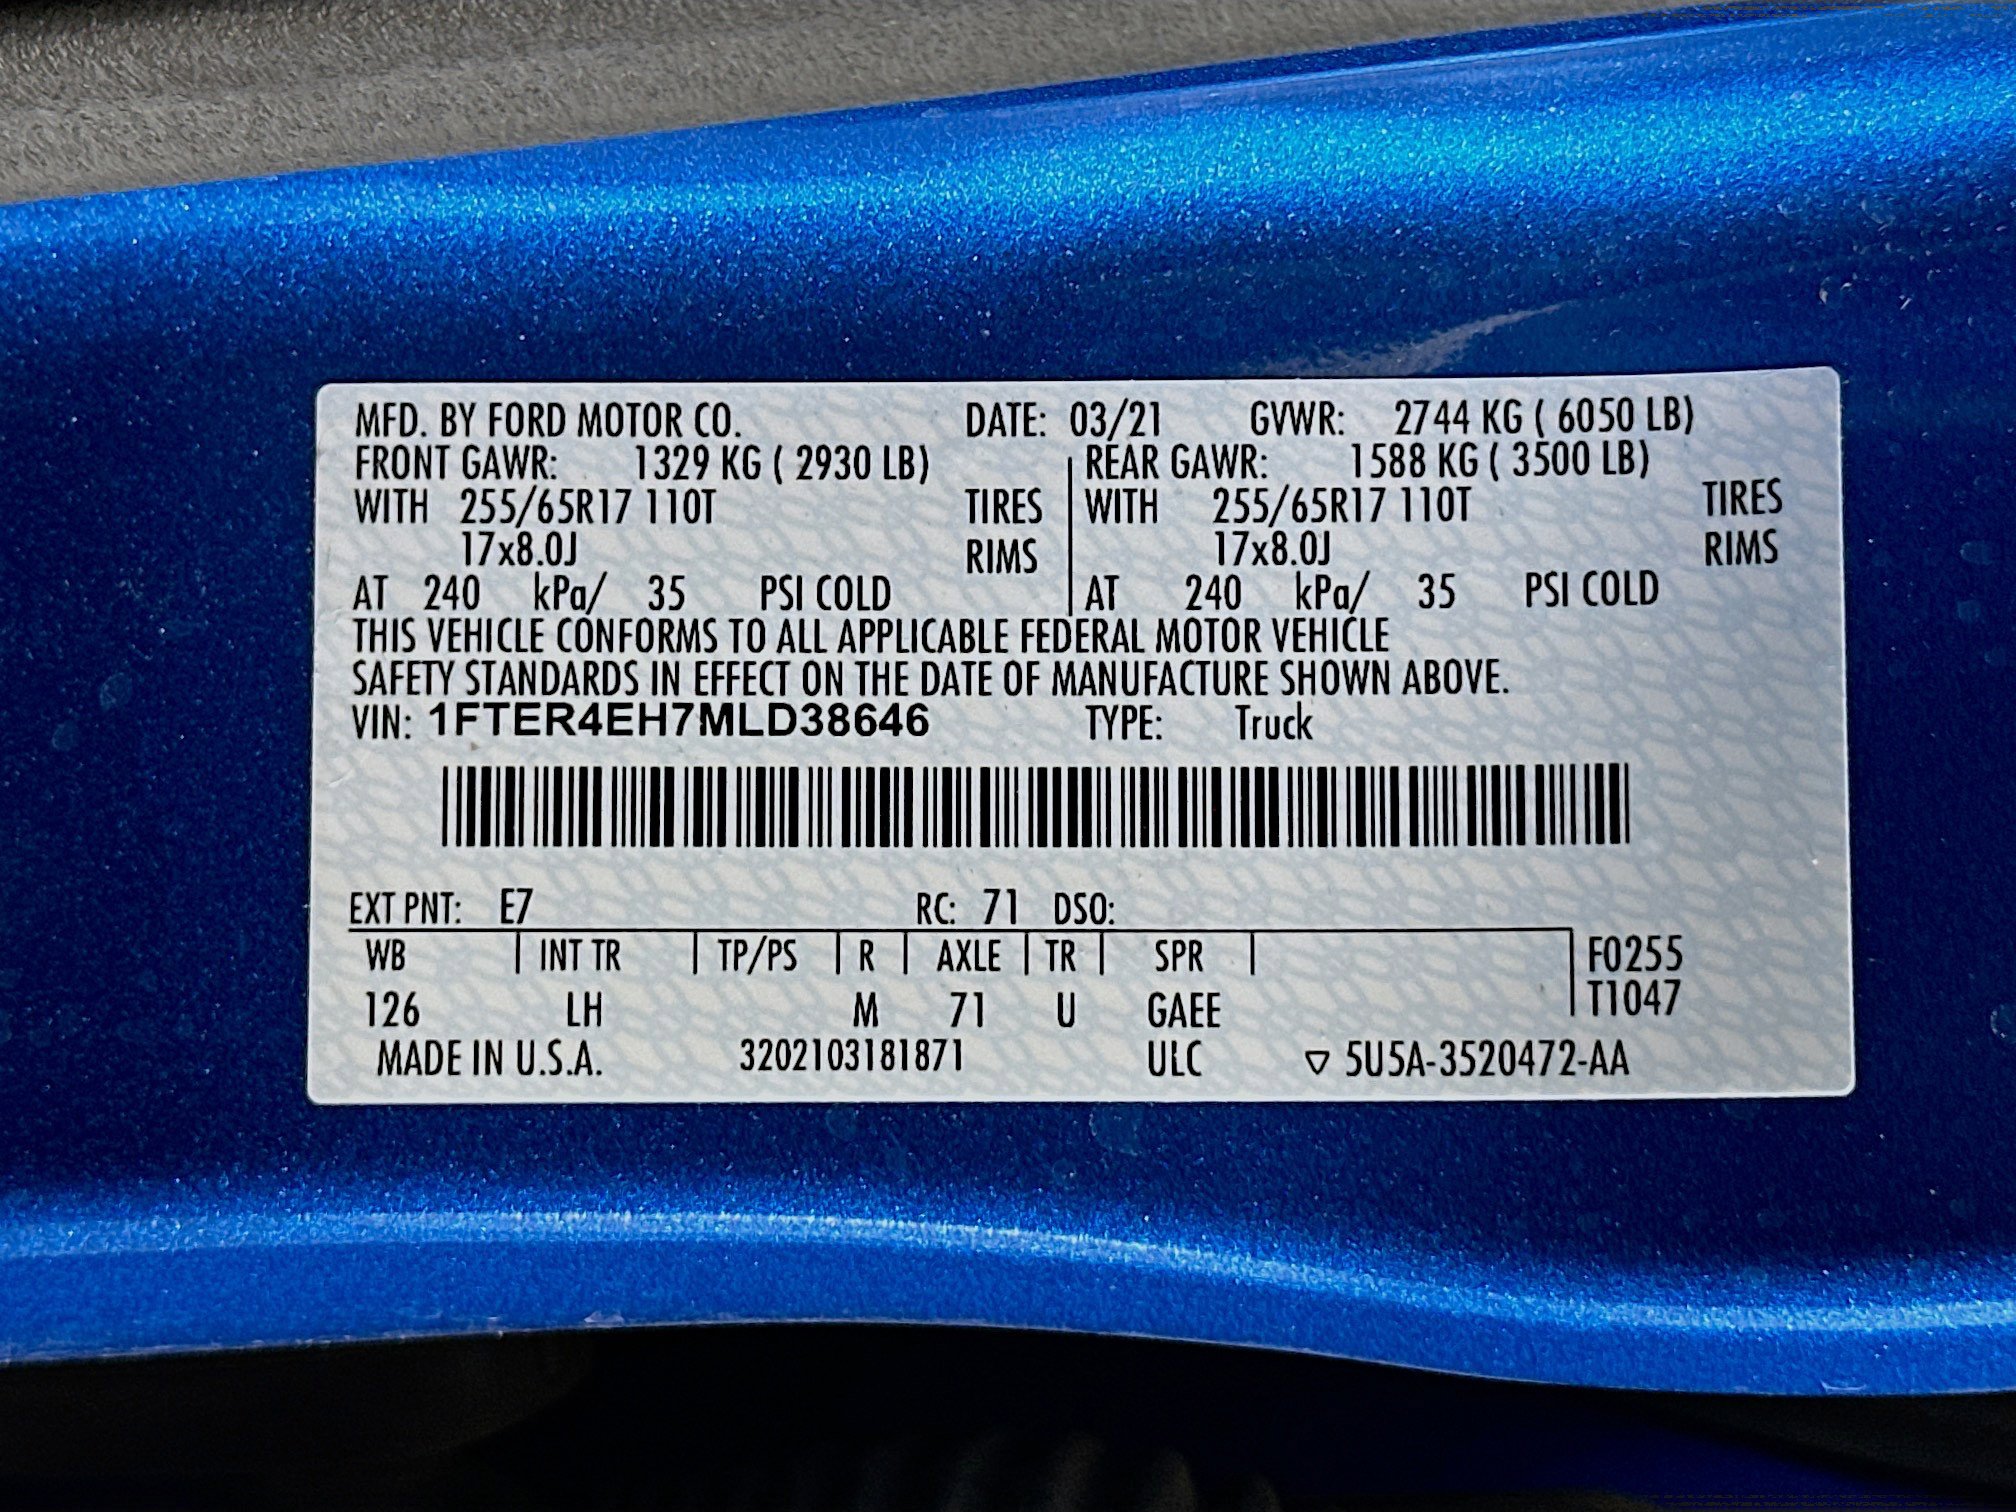 MFD. BY FORD MOTOR CO. DATE: 03/21 GVWR: 2744 KG ( 6050 LB)
FRONT GAWR: 1329 KG ( 2930 LB) REAR GAWR: 1588 KG ( 3500 LB)
WITH 255/65R17 110T TIRES WITH 255/65R17 110T TIRES
17x8.0J RIMS 17x8.0J RIMS
AT 240 kPa/ 35 PSI COLD AT 240 kPa/ 35 PSI COLD
THIS VEHICLE CONFORMS TO ALL APPLICABLE FEDERAL MOTOR VEHICLE
SAFETY STANDARDS IN EFFECT ON THE DATE OF MANUFACTURE SHOWN ABOVE.
VIN: 1FTER4EH7MLD38646 TYPE: Truck
EXT PNT: E7 RC: 71 DSO:
WB INT TR TP/PS R AXLE TR SPR F0255
126 LH M 71 U GAEE T1047
MADE IN U.S.A. 3202103181871 ULC ▽ 5U5A-3520472-AA